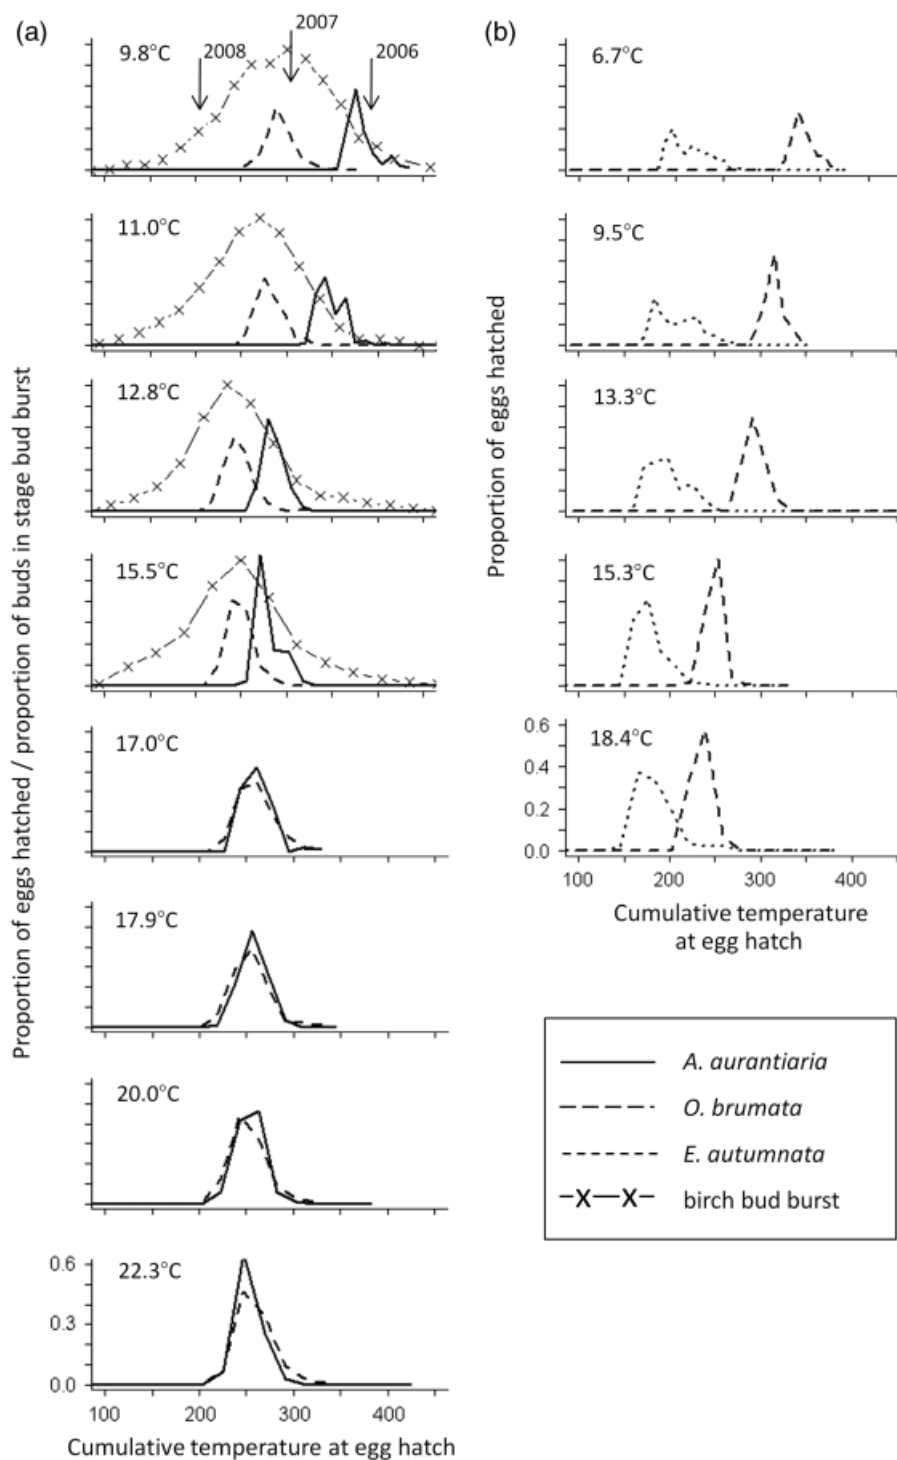 (a)
2007
2008
2006
9.8°C
11.0°C
12.8°C
15.5°C
17.0°C
17.9°C
20.0°C
22.3°C
0.6
0.3
0.0
100 200 300 400
Cumulative temperature at egg hatch
Proportion of eggs hatched / proportion of buds in stage bud burst
(b)
6.7°C
9.5°C
13.3°C
15.3°C
18.4°C
0.6
0.4
0.2
0.0
100 200 300 400
Cumulative temperature
at egg hatch
Proportion of eggs hatched
A. aurantiaria
O. brumata
E. autumnata
birch bud burst